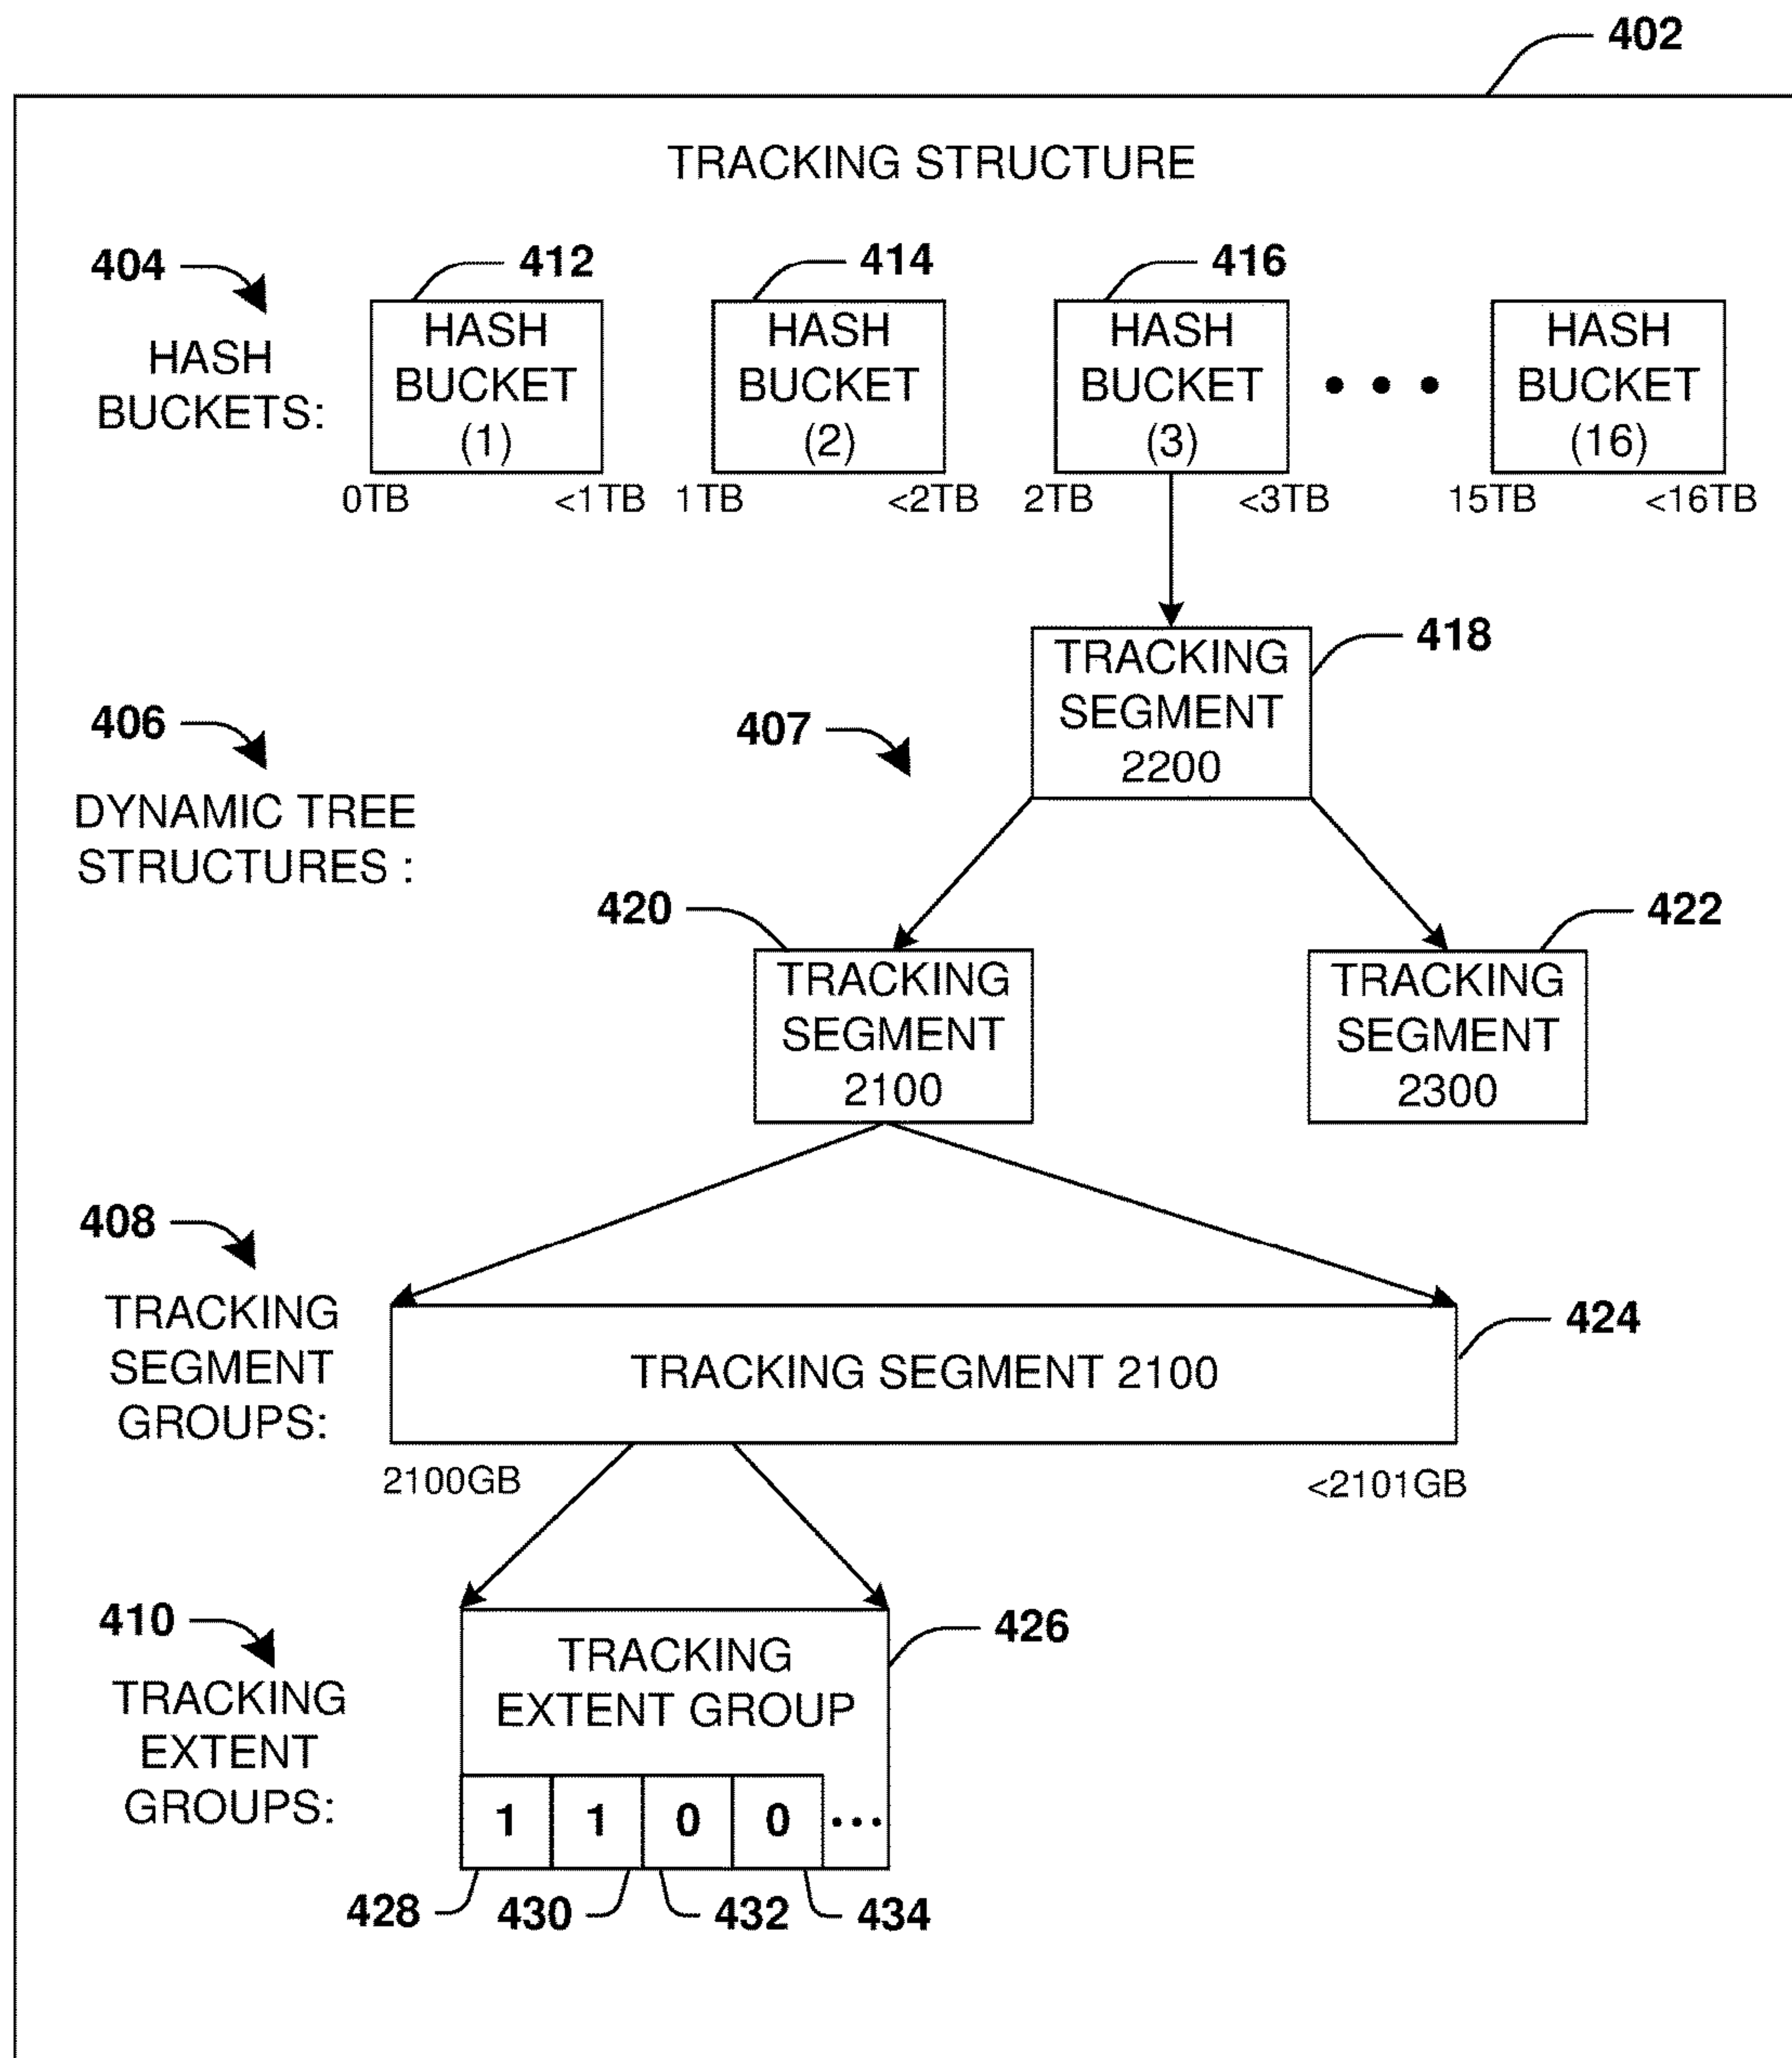 402
TRACKING STRUCTURE
404
412
414
416
HASH
BUCKETS:
HASH
BUCKET
(1)
HASH
BUCKET
(2)
HASH
BUCKET
(3)
• • •
HASH
BUCKET
(16)
0TB
<1TB
1TB
<2TB
2TB
<3TB
15TB
<16TB
406
DYNAMIC TREE
STRUCTURES :
407
TRACKING
SEGMENT
2200
418
420
TRACKING
SEGMENT
2100
422
TRACKING
SEGMENT
2300
408
TRACKING
SEGMENT
GROUPS:
TRACKING SEGMENT 2100
424
2100GB
<2101GB
410
TRACKING
EXTENT
GROUPS:
TRACKING
EXTENT GROUP
426
1 1 0 0 ...
428
430
432
434